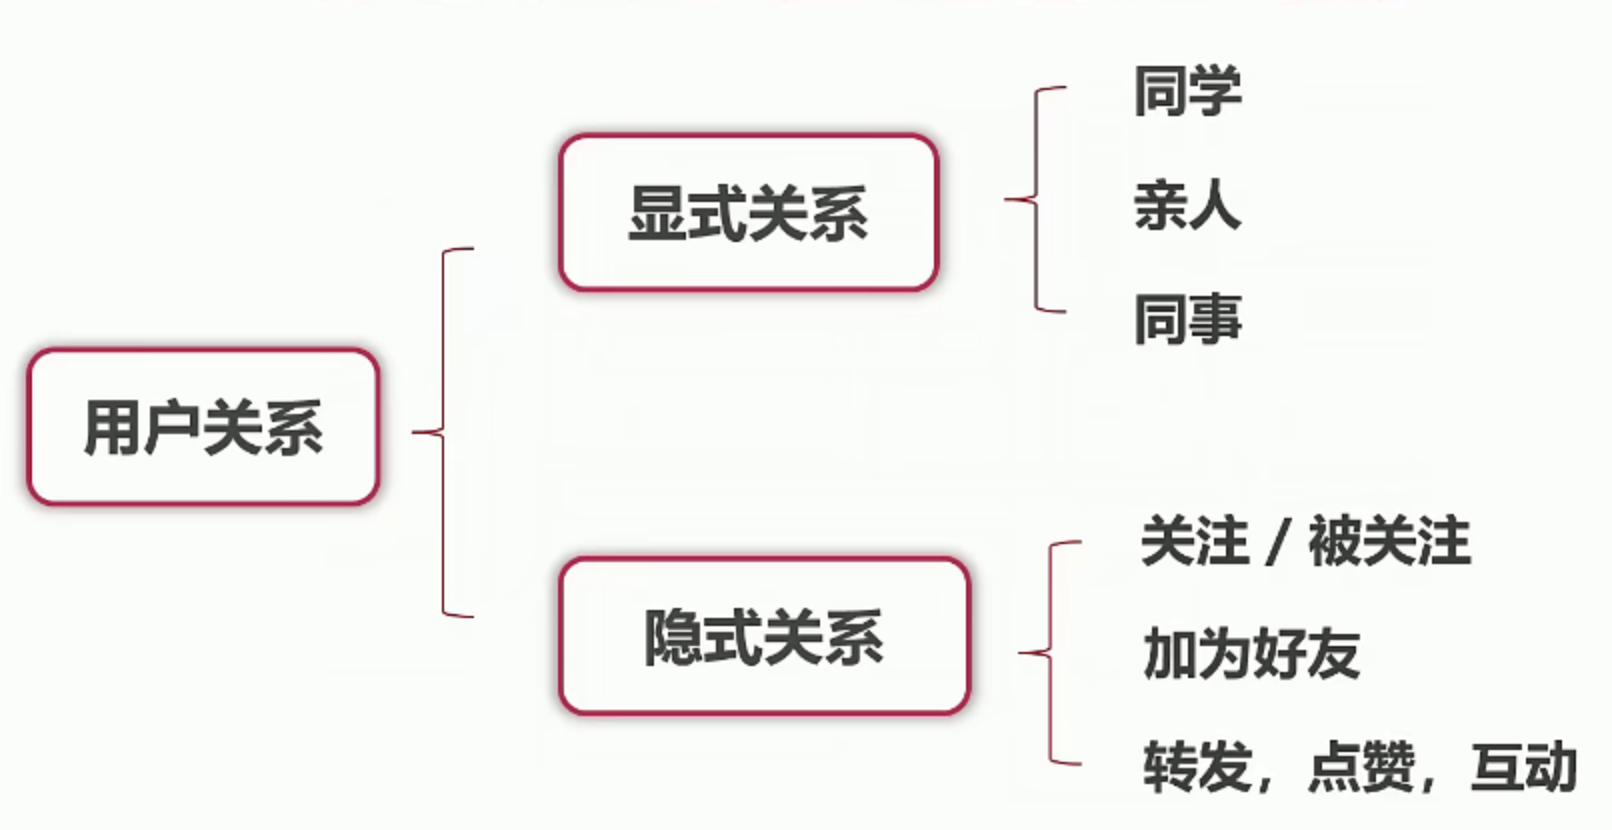 用户关系
显式关系
同学
亲人
同事
隐式关系
关注 / 被关注
加为好友
转发，点赞，互动